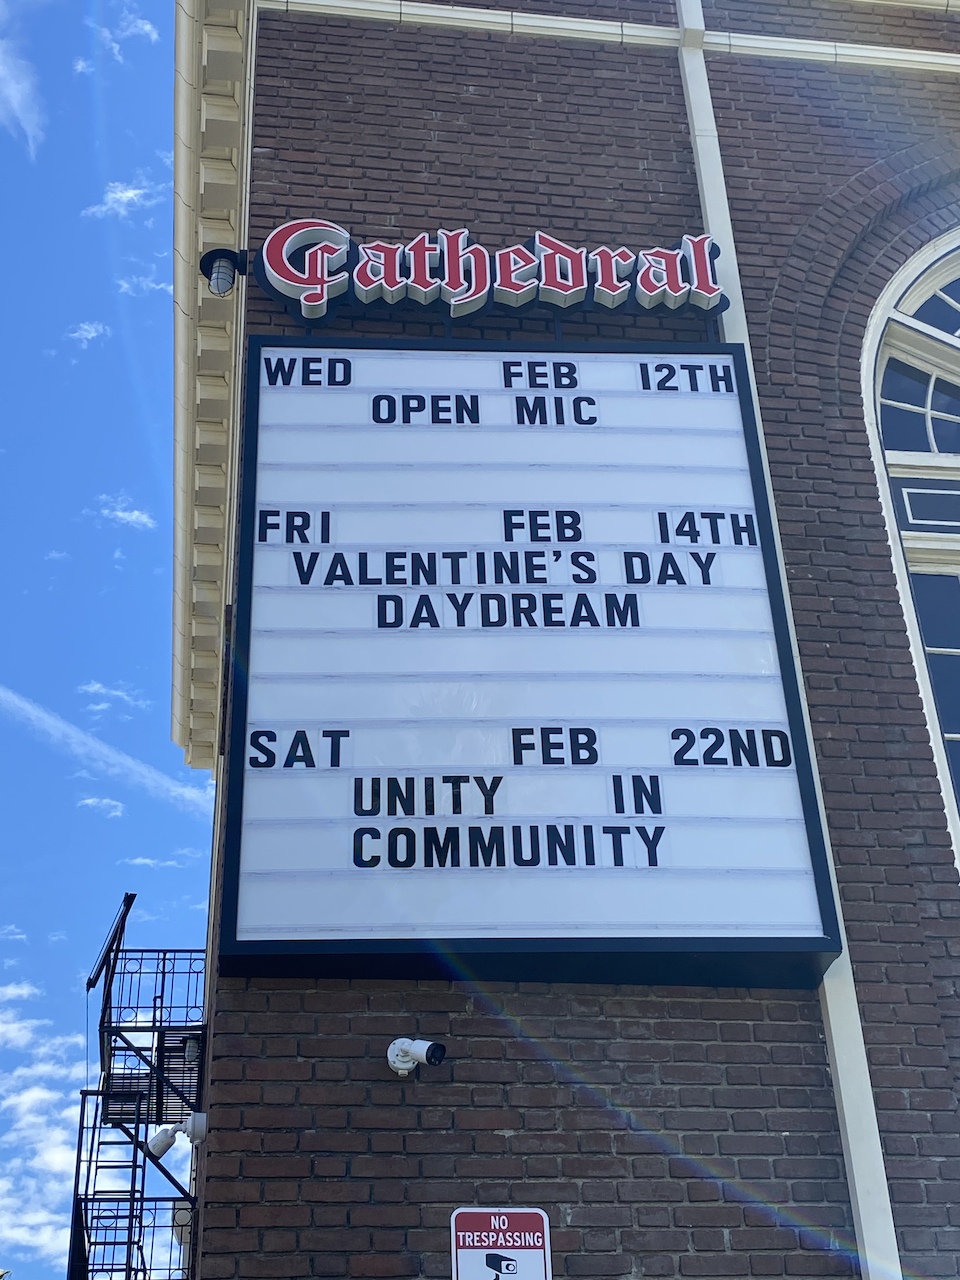 Cathedral
WED FEB 12TH
OPEN MIC
FRI FEB 14TH
VALENTINE'S DAY
DAYDREAM
SAT FEB 22ND
UNITY IN
COMMUNITY
NO
TRESPASSING